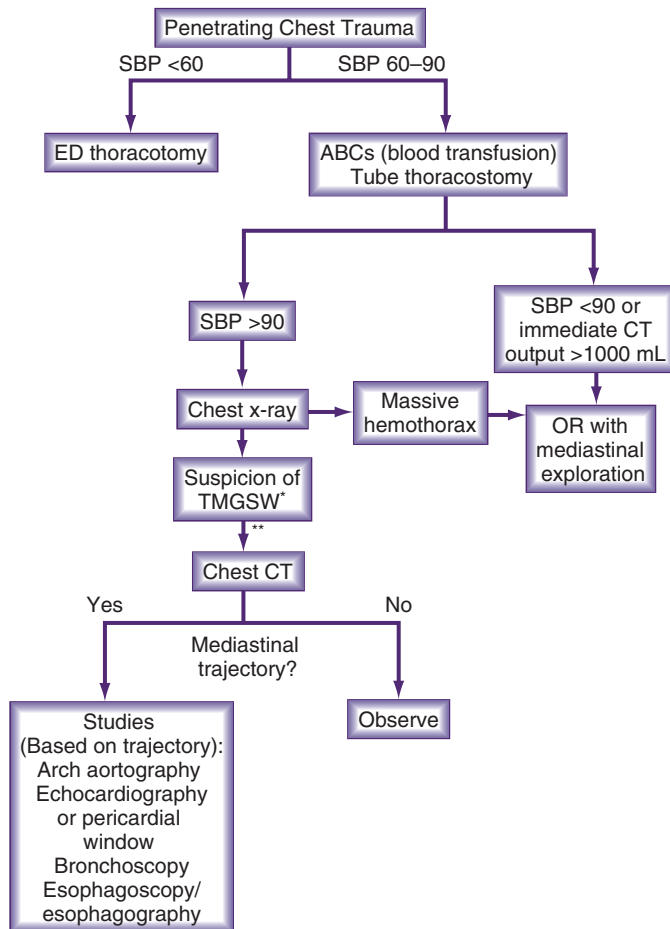 Penetrating Chest Trauma
SBP <60
SBP 60–90
ED thoracotomy
ABCs (blood transfusion)
Tube thoracostomy
SBP >90
SBP <90 or
immediate CT
output >1000 mL
Chest x-ray
Massive
hemothorax
OR with
mediastinal
exploration
Suspicion of
TMGSW*
**
Chest CT
Yes
No
Mediastinal
trajectory?
Studies
(Based on trajectory):
Arch aortography
Echocardiography
or pericardial
window
Bronchoscopy
Esophagoscopy/
esophagography
Observe